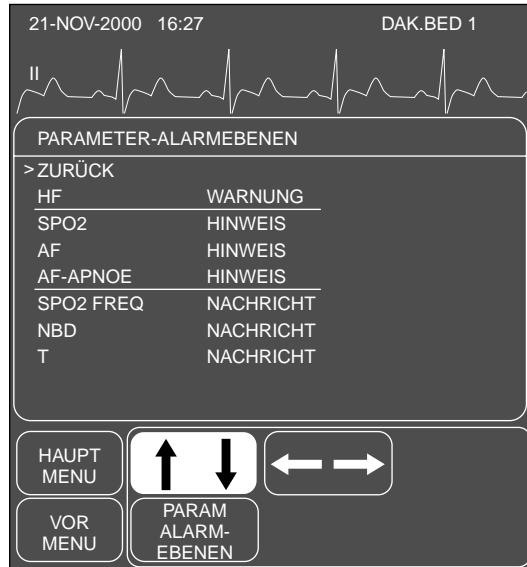 21-NOV-2000 16:27 DAK.BED 1
II
PARAMETER-ALARMEBENEN
>ZURÜCK
HF WARNUNG
SPO2 HINWEIS
AF HINWEIS
AF-APNOE HINWEIS
SPO2 FREQ NACHRICHT
NBD NACHRICHT
T NACHRICHT
HAUPT
MENU
VOR
MENU
PARAM
ALARM-
EBENEN